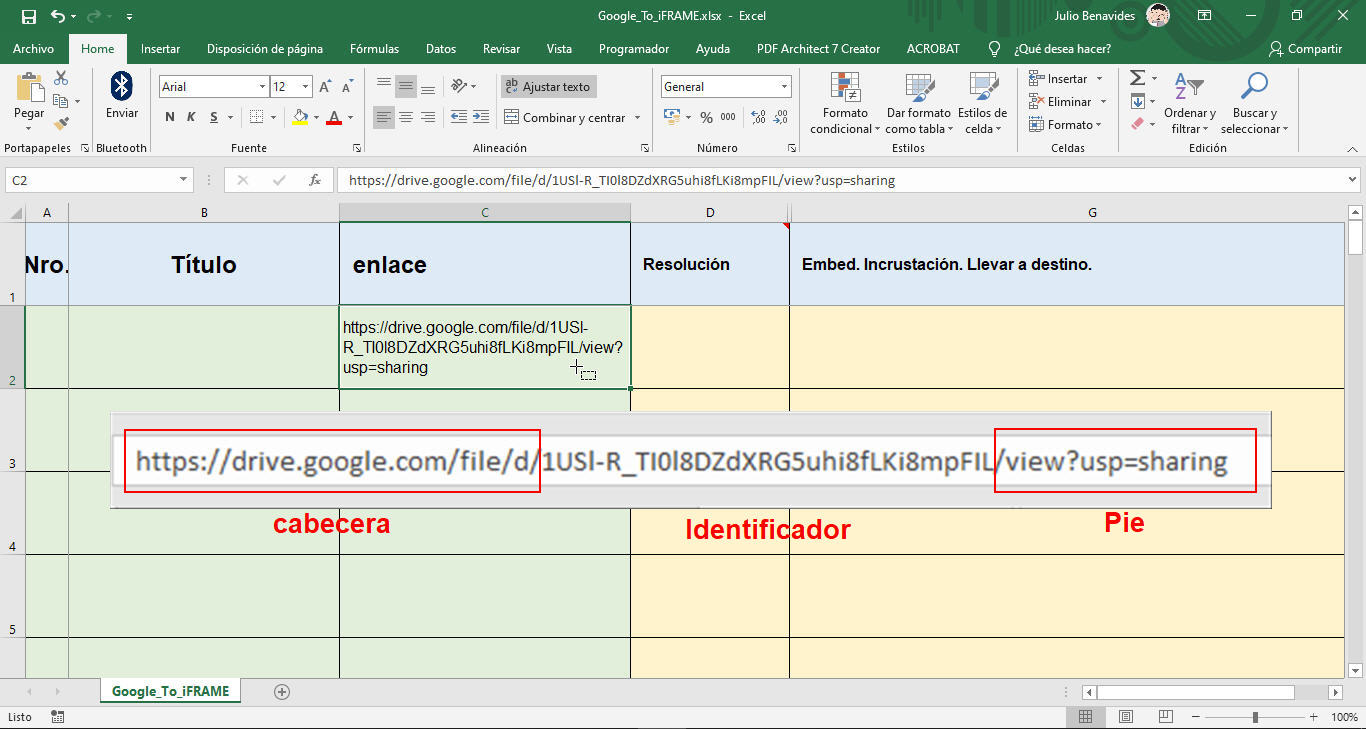 Google_To_iFRAME.xlsx - Excel
Julio Benavides
Archivo Home Insertar Disposición de página Fórmulas Datos Revisar Vista Programador Ayuda PDF Architect 7 Creator ACROBAT ¿Qué desea hacer? Compartir
Pegar
Portapapeles
Enviar
Bluetooth
Arial 12
N K S
Fuente
Ajustar texto
Combinar y centrar
Alineación
General
% 000
Número
Formato condicional
Dar formato como tabla
Estilos de celda
Estilos
Insertar
Eliminar
Formato
Celdas
Ordenar y filtrar
Buscar y seleccionar
Edición
C2
fx
https://drive.google.com/file/d/1USl-R_TI0l8DZdXRG5uhi8fLKi8mpFIL/view?usp=sharing
A B C D G
1
Nro. Título enlace Resolución Embed. Incrustación. Llevar a destino.
2
https://drive.google.com/file/d/1USl-
R_TI0l8DZdXRG5uhi8fLKi8mpFIL/view?
usp=sharing
3
https://drive.google.com/file/d/1USl-R_TI0l8DZdXRG5uhi8fLKi8mpFIL/view?usp=sharing
cabecera Identificador Pie
4
5
Google_To_iFRAME
Listo
100%